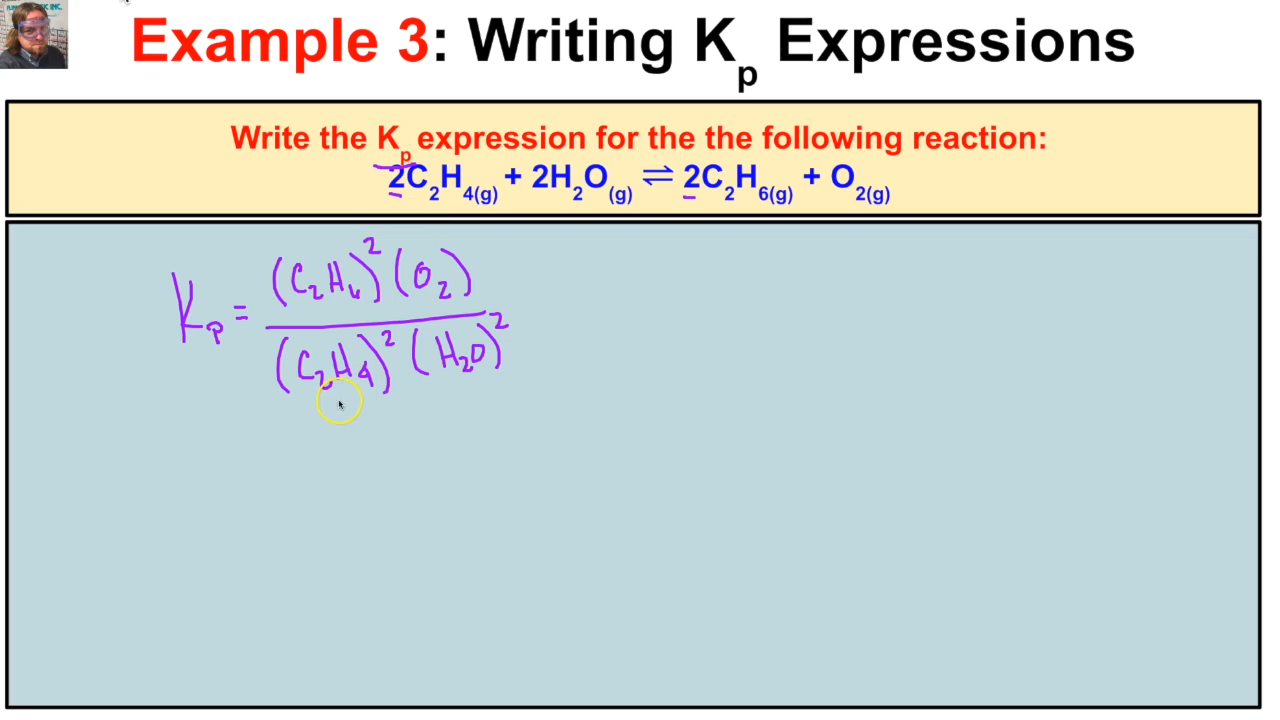 Example 3: Writing Kp Expressions
Write the Kp expression for the the following reaction:
2C2H4(g) + 2H2O(g) ⇌ 2C2H6(g) + O2(g)
Kp = (C2H6)^2 (O2)
(C2H4)^2 (H2O)^2